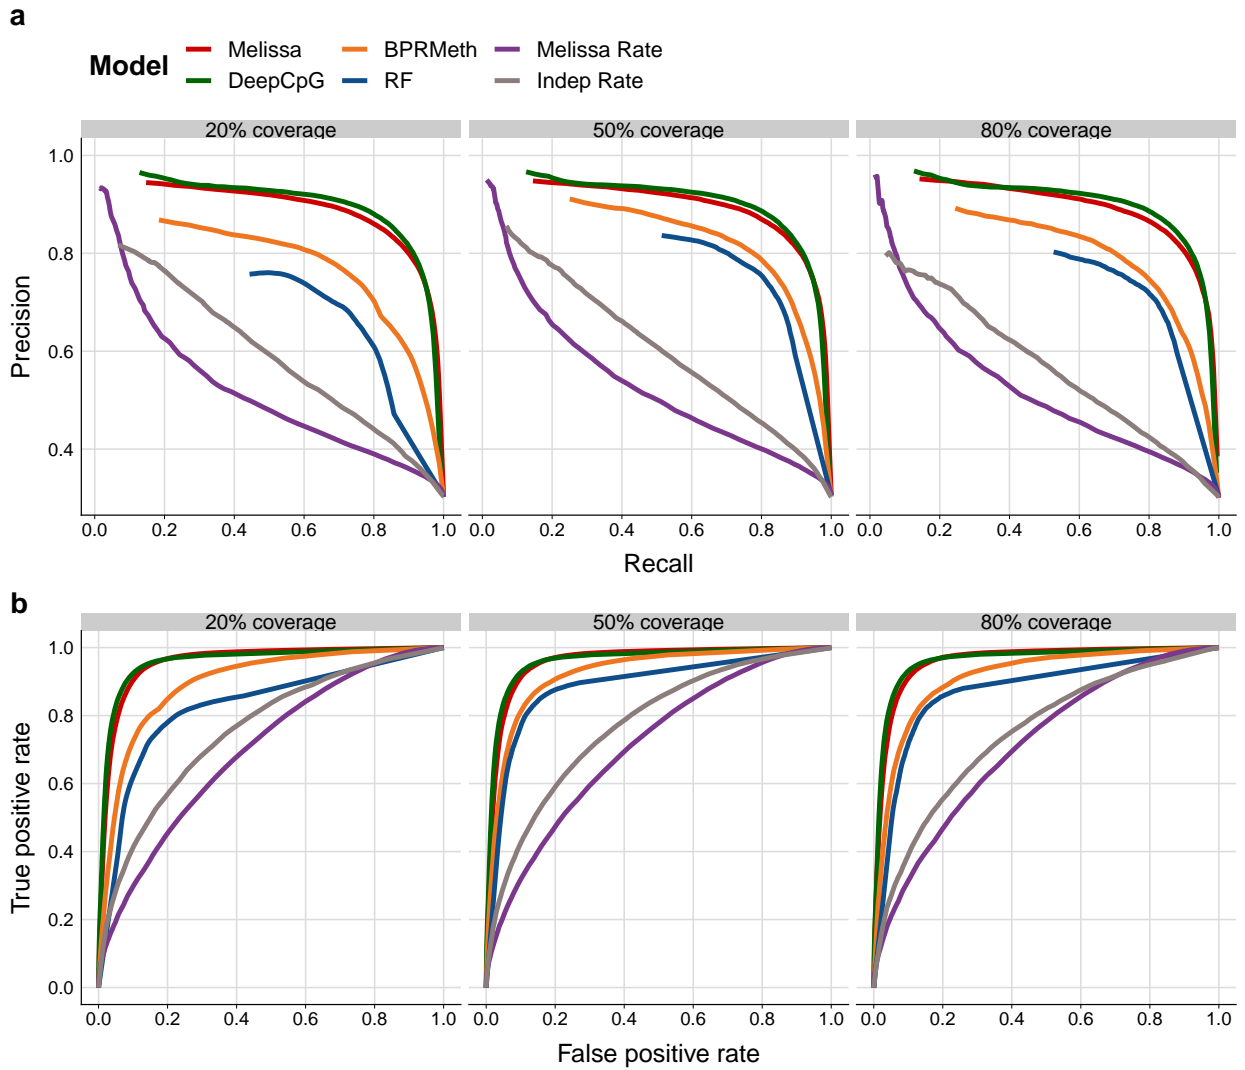 a
Model
Melissa BPRMeth Melissa Rate
DeepCpG RF Indep Rate
20% coverage 50% coverage 80% coverage
Precision
1.0
0.8
0.6
0.4
0.0 0.2 0.4 0.6 0.8 1.0 0.0 0.2 0.4 0.6 0.8 1.0 0.0 0.2 0.4 0.6 0.8 1.0
Recall
b
20% coverage 50% coverage 80% coverage
True positive rate
1.0
0.8
0.6
0.4
0.2
0.0
0.0 0.2 0.4 0.6 0.8 1.0 0.0 0.2 0.4 0.6 0.8 1.0 0.0 0.2 0.4 0.6 0.8 1.0
False positive rate